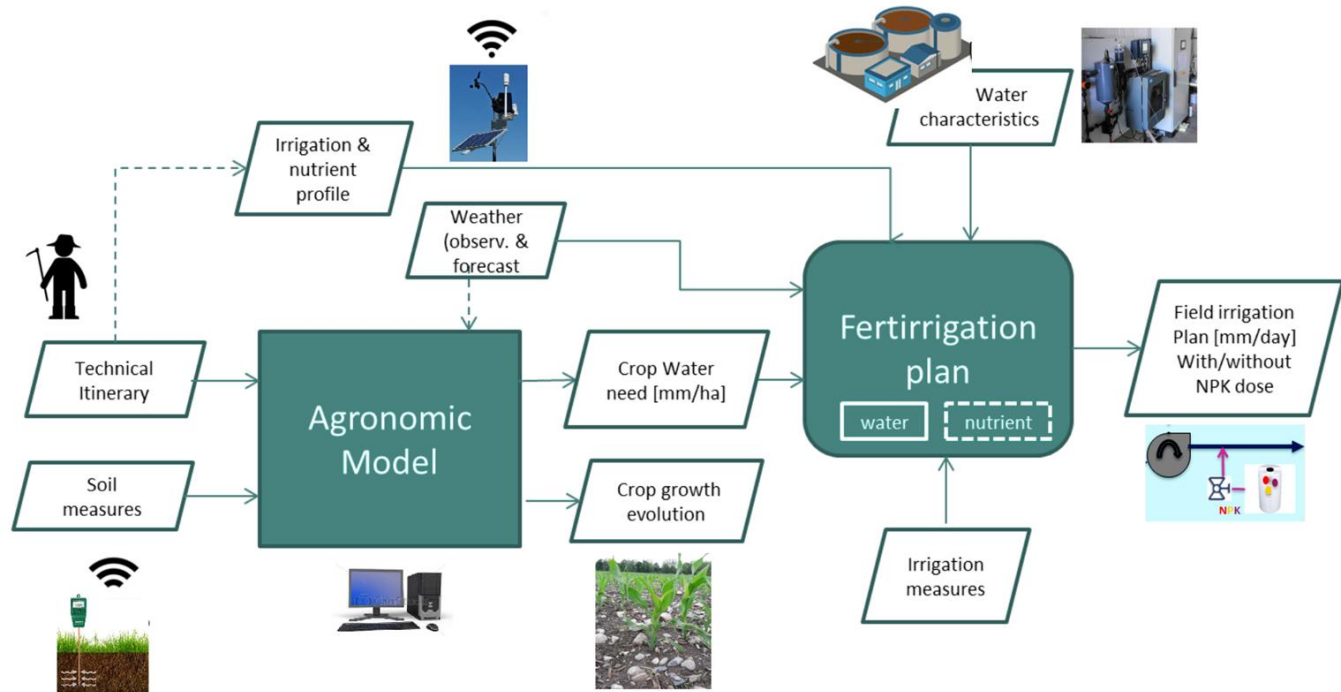 Water
characteristics
Irrigation &
nutrient
profile
Weather
(observ. &
forecast
Technical
Itinerary
Agronomic
Model
Crop Water
need [mm/ha]
Fertirrigation
plan
water
nutrient
Field irrigation
Plan [mm/day]
With/without
NPK dose
Soil
measures
Crop growth
evolution
Irrigation
measures
NPK